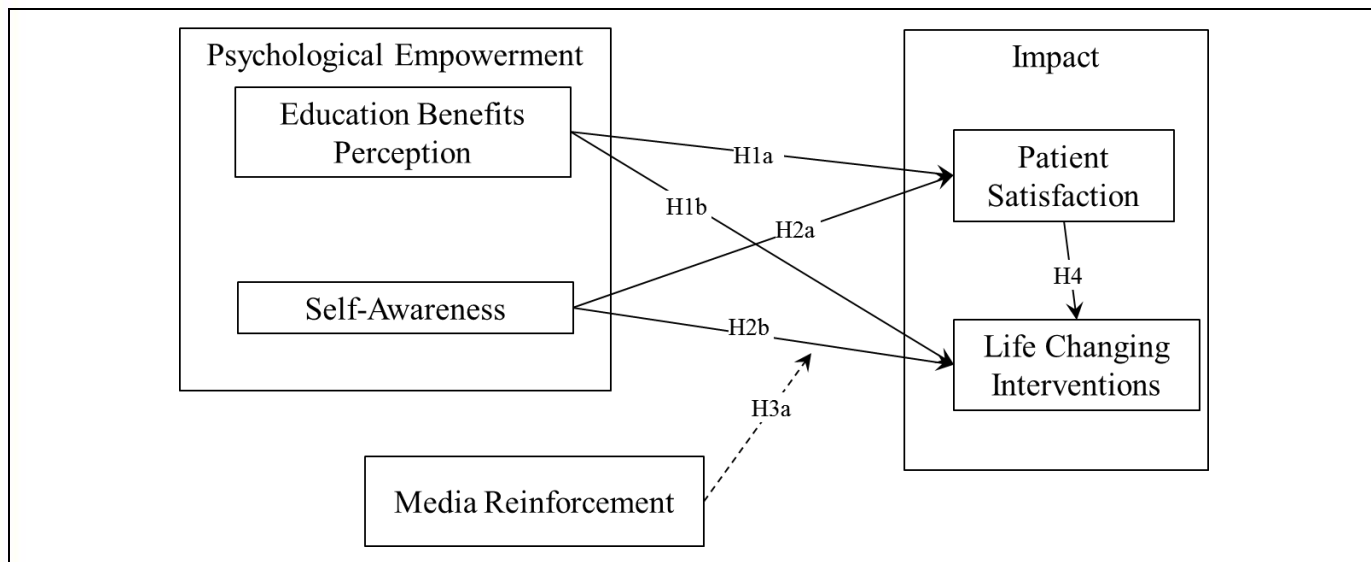 Psychological Empowerment
Education Benefits
Perception
Self-Awareness
H1a
H1b
H2a
H2b
H3a
Media Reinforcement
Impact
Patient
Satisfaction
H4
Life Changing
Interventions